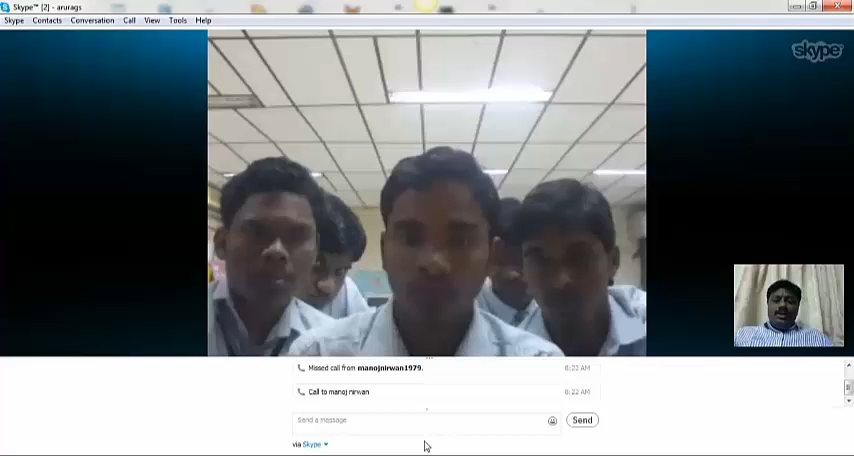 Skype™ [2] - arurags
Skype Contacts Conversation Call View Tools Help
skype
Missed call from manojnirwan1979. 8:22 AM
Call to manoj nirwan 8:22 AM
Send a message Send
via Skype